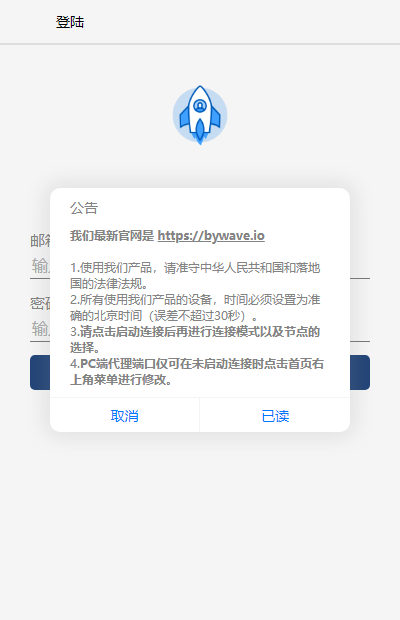 登陆
公告
我们最新官网是 https://bywave.io
邮箱
1.使用我们产品，请准守中华人民共和国和落地
国的法律法规。
2.所有使用我们产品的设备，时间必须设置为准
确的北京时间（误差不超过30秒）。
3.请点击启动连接后再进行连接模式以及节点的
选择。
4.PC端代理端口仅可在未启动连接时点击首页右
上角菜单进行修改。
输
密
输
取消
已读